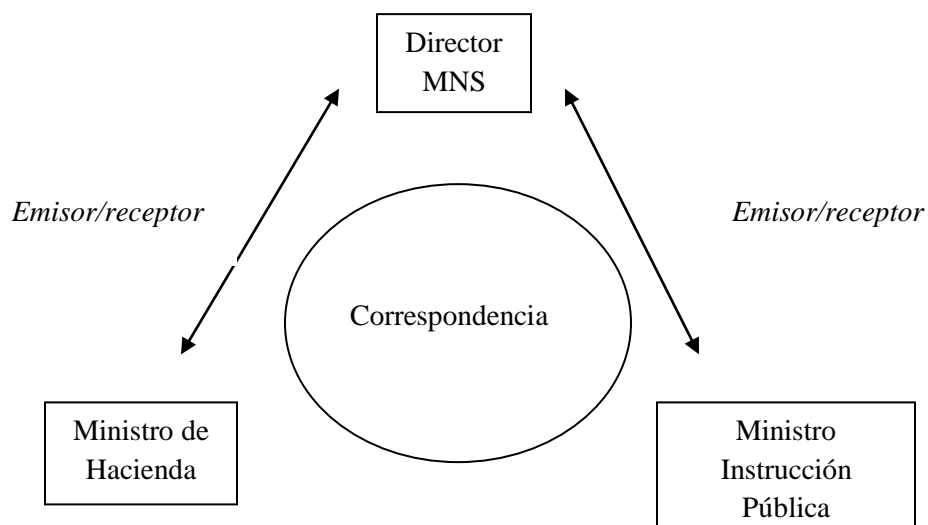 Director
MNS
Emisor/receptor
Emisor/receptor
Correspondencia
Ministro de
Hacienda
Ministro
Instrucción
Pública